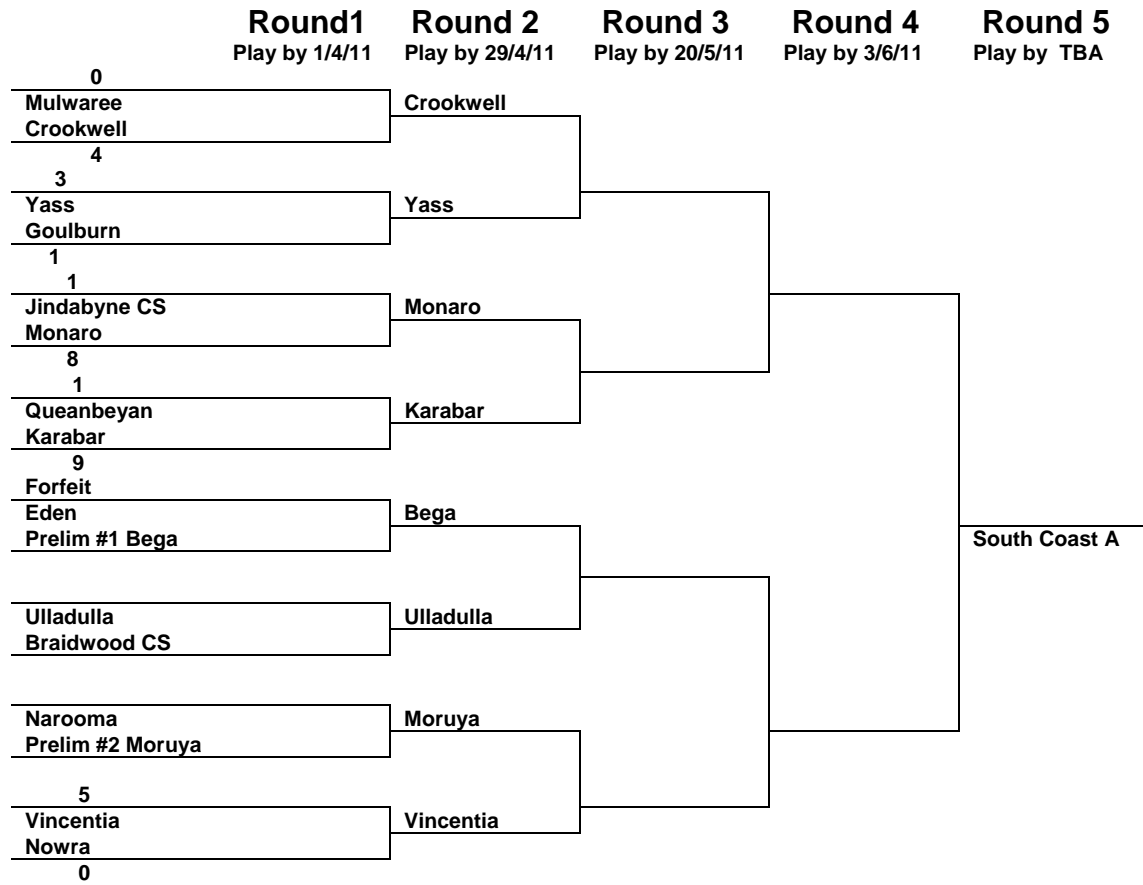 Round1 Round 2 Round 3 Round 4 Round 5
Play by 1/4/11 Play by 29/4/11 Play by 20/5/11 Play by 3/6/11 Play by TBA
0
Mulwaree Crookwell
Crookwell
4
3
Yass Yass
Goulburn
1
1
Jindabyne CS Monaro
Monaro
8
1
Queanbeyan Karabar
Karabar
9
Forfeit
Eden Bega
Prelim #1 Bega South Coast A
Ulladulla Ulladulla
Braidwood CS
Narooma Moruya
Prelim #2 Moruya
5
Vincentia Vincentia
Nowra
0